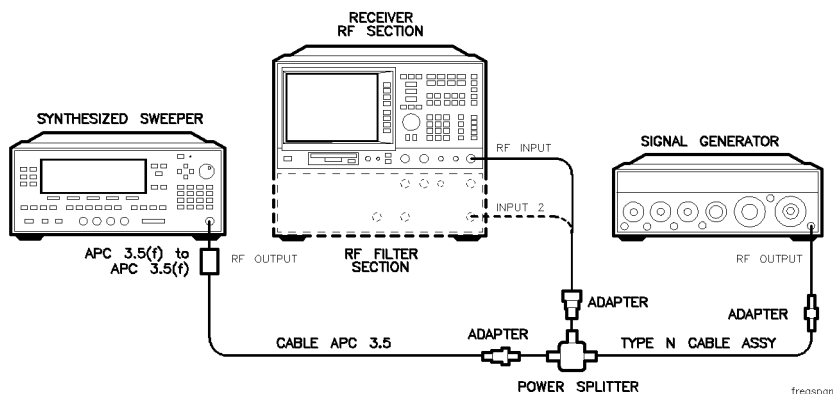 RECEIVER
RF SECTION
SYNTHESIZED SWEEPER
RF INPUT
SIGNAL GENERATOR
INPUT 2
APC 3.5(f) to
APC 3.5(f)
RF OUTPUT
RF FILTER
SECTION
RF OUTPUT
ADAPTER
ADAPTER
CABLE APC 3.5
ADAPTER
TYPE N CABLE ASSY
POWER SPLITTER